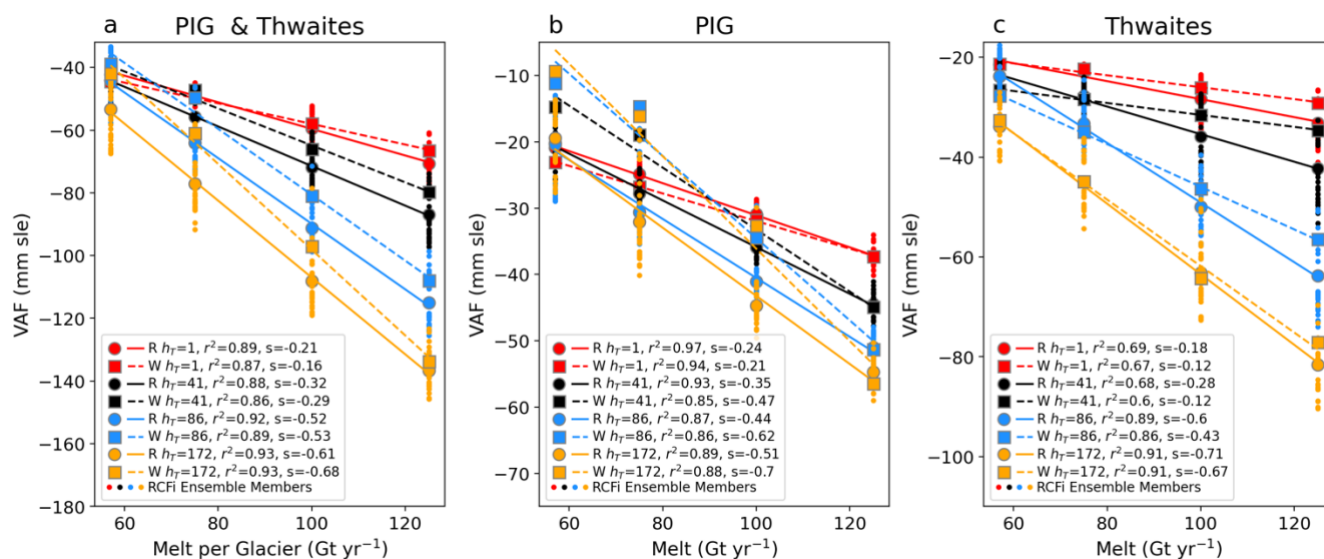 a PIG & Thwaites
VAF (mm sle)
−40
−60
−80
−100
−120
−140
−160
−180
R h_T=1, r²=0.89, s=-0.21
W h_T=1, r²=0.87, s=-0.16
R h_T=41, r²=0.88, s=-0.32
W h_T=41, r²=0.86, s=-0.29
R h_T=86, r²=0.92, s=-0.52
W h_T=86, r²=0.89, s=-0.53
R h_T=172, r²=0.93, s=-0.61
W h_T=172, r²=0.93, s=-0.68
RCFi Ensemble Members
60 80 100 120
Melt per Glacier (Gt yr⁻¹)
b PIG
VAF (mm sle)
−10
−20
−30
−40
−50
−60
−70
R h_T=1, r²=0.97, s=-0.24
W h_T=1, r²=0.94, s=-0.21
R h_T=41, r²=0.93, s=-0.35
W h_T=41, r²=0.85, s=-0.47
R h_T=86, r²=0.87, s=-0.44
W h_T=86, r²=0.86, s=-0.62
R h_T=172, r²=0.89, s=-0.51
W h_T=172, r²=0.88, s=-0.7
RCFi Ensemble Members
60 80 100 120
Melt (Gt yr⁻¹)
c Thwaites
VAF (mm sle)
−20
−40
−60
−80
−100
R h_T=1, r²=0.69, s=-0.18
W h_T=1, r²=0.67, s=-0.12
R h_T=41, r²=0.68, s=-0.28
W h_T=41, r²=0.6, s=-0.12
R h_T=86, r²=0.89, s=-0.6
W h_T=86, r²=0.86, s=-0.43
R h_T=172, r²=0.91, s=-0.71
W h_T=172, r²=0.91, s=-0.67
RCFi Ensemble Members
60 80 100 120
Melt (Gt yr⁻¹)